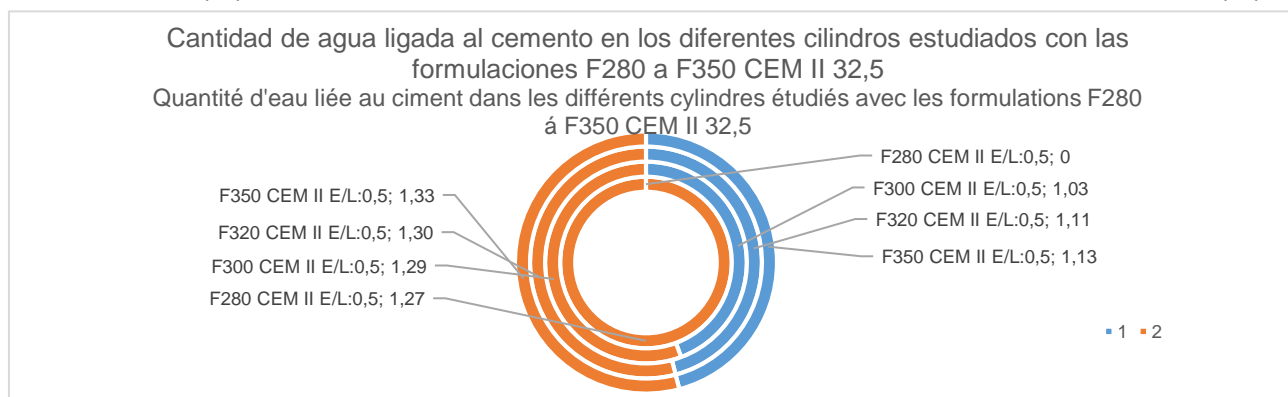 Cantidad de agua ligada al cemento en los diferentes cilindros estudiados con las
formulaciones F280 a F350 CEM II 32,5
Quantité d'eau liée au ciment dans les différents cylindres étudiés avec les formulations F280
á F350 CEM II 32,5
F280 CEM II E/L:0,5; 0
F300 CEM II E/L:0,5; 1,03
F320 CEM II E/L:0,5; 1,11
F350 CEM II E/L:0,5; 1,13
F350 CEM II E/L:0,5; 1,33
F320 CEM II E/L:0,5; 1,30
F300 CEM II E/L:0,5; 1,29
F280 CEM II E/L:0,5; 1,27
1 2